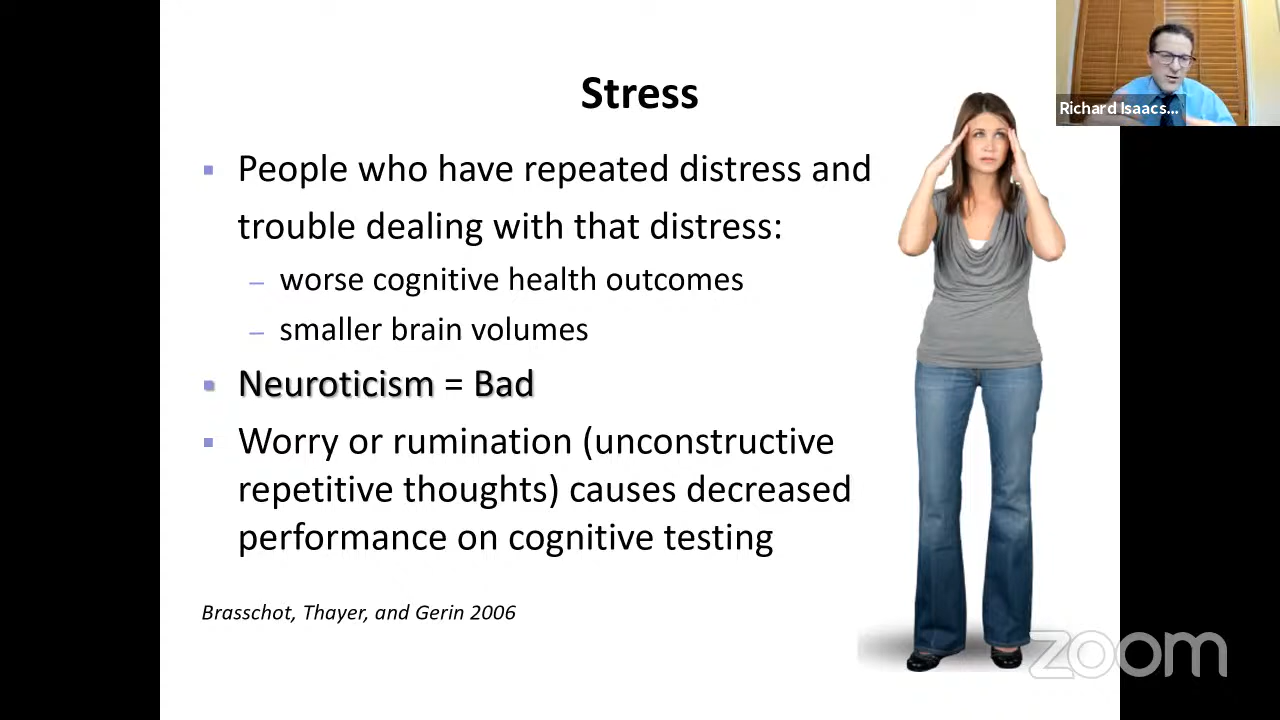 Richard Isaacs...
Stress
▪ People who have repeated distress and
trouble dealing with that distress:
– worse cognitive health outcomes
– smaller brain volumes
▪ Neuroticism = Bad
▪ Worry or rumination (unconstructive
repetitive thoughts) causes decreased
performance on cognitive testing
Brasschot, Thayer, and Gerin 2006
zoom